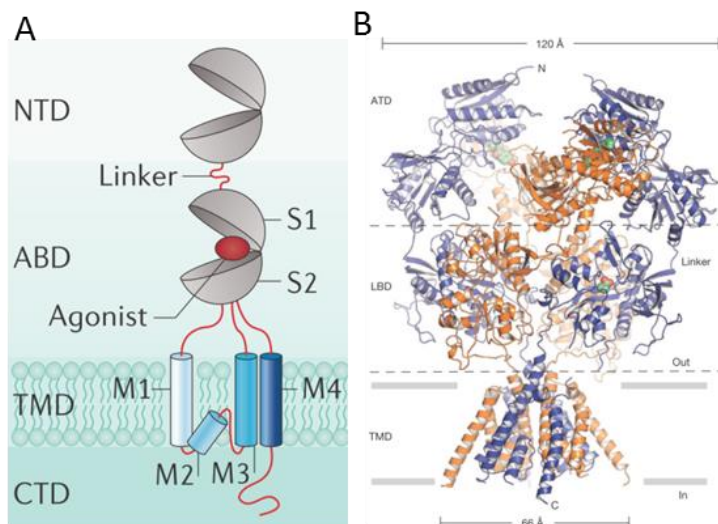 A
NTD
Linker
S1
ABD
S2
Agonist
M1
M4
TMD
M2
M3
CTD
B
120 Å
N
ATD
Linker
LBD
Out
TMD
In
C
66 Å